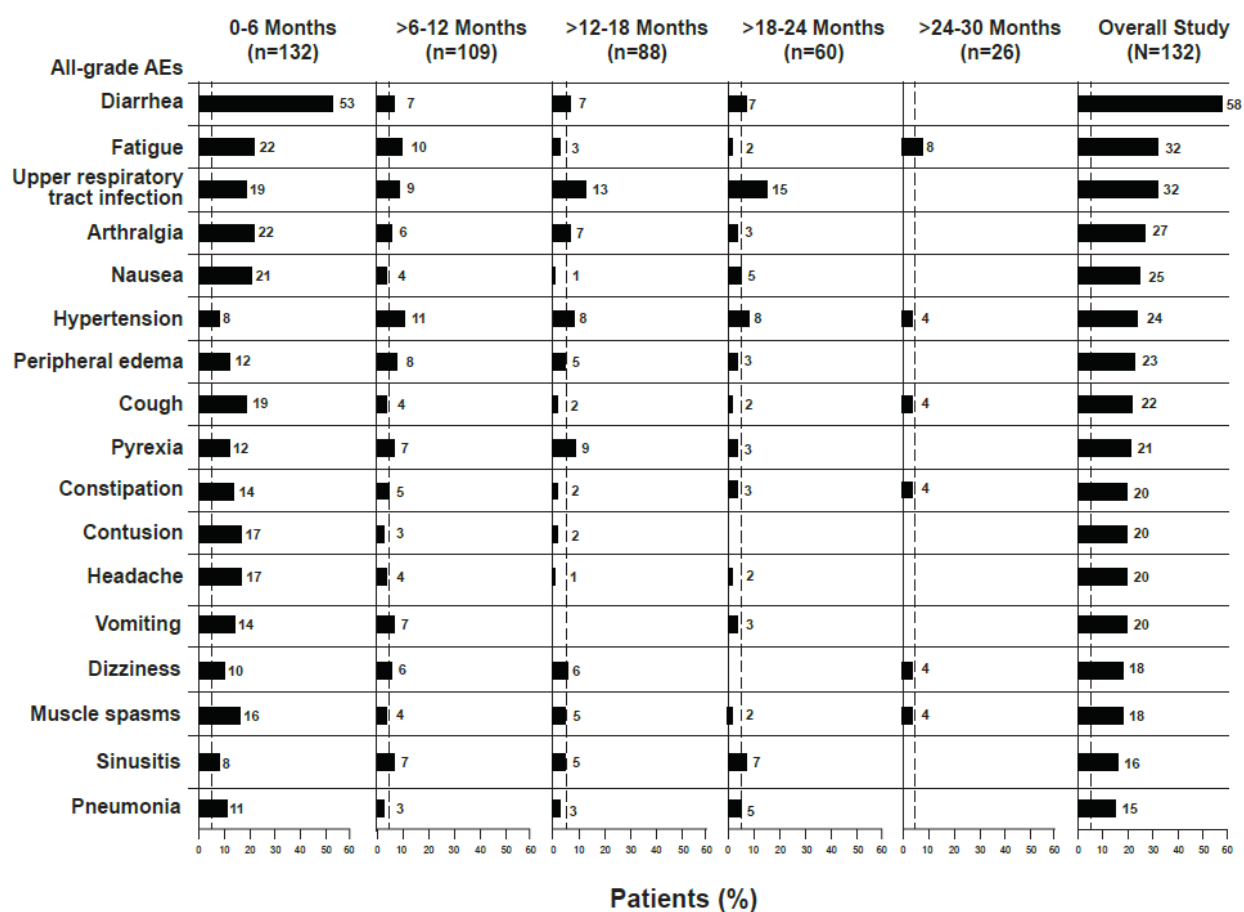 0-6 Months >6-12 Months >12-18 Months >18-24 Months >24-30 Months Overall Study
(n=132) (n=109) (n=88) (n=60) (n=26) (N=132)
All-grade AEs
Diarrhea 53 7 7 7 58
Fatigue 22 10 3 2 8 32
Upper respiratory
tract infection 19 9 13 15 32
Arthralgia 22 6 7 3 27
Nausea 21 4 1 5 25
Hypertension 8 11 8 8 4 24
Peripheral edema 12 8 5 3 23
Cough 19 4 2 2 4 22
Pyrexia 12 7 9 3 21
Constipation 14 5 2 3 4 20
Contusion 17 3 2 20
Headache 17 4 1 2 20
Vomiting 14 7 3 20
Dizziness 10 6 6 4 18
Muscle spasms 16 4 5 2 4 18
Sinusitis 8 7 5 7 16
Pneumonia 11 3 3 5 15
0 10 20 30 40 50 60 0 10 20 30 40 50 60 0 10 20 30 40 50 60 0 10 20 30 40 50 60 0 10 20 30 40 50 60 0 10 20 30 40 50 60
Patients (%)